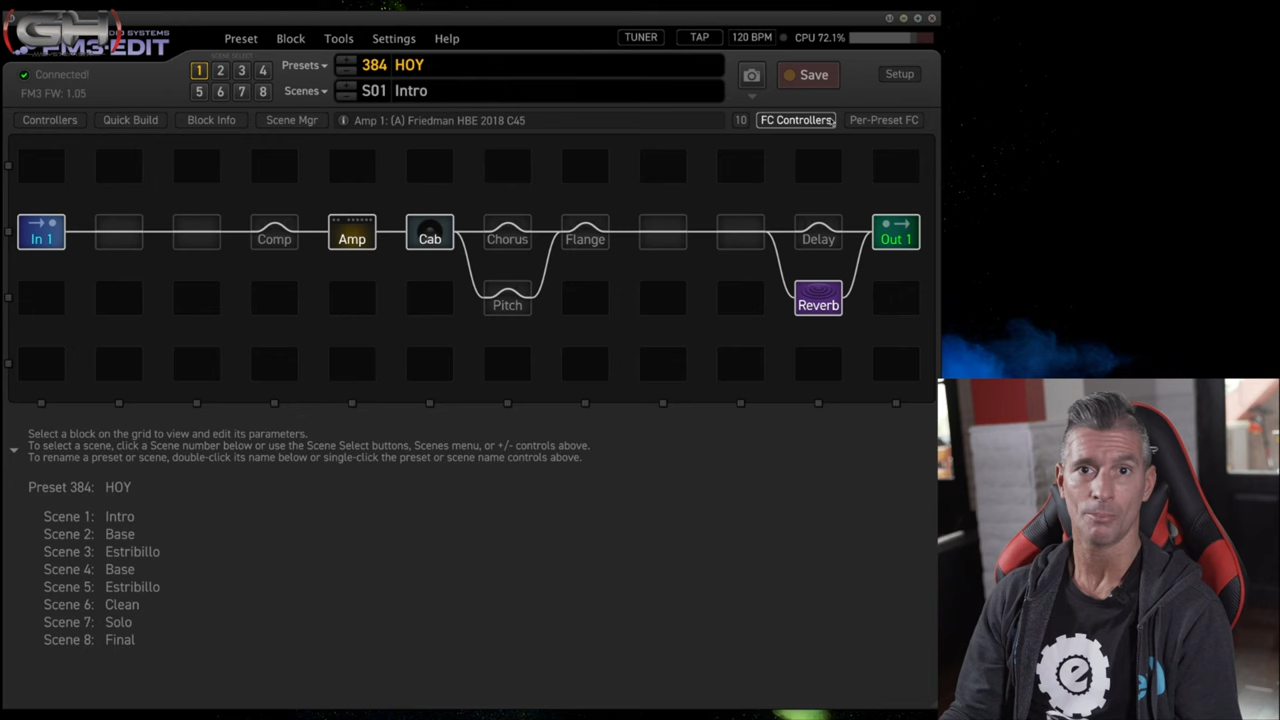 GH
AUDIO SYSTEMS
FM3-EDIT
Preset Block Tools Settings Help
TUNER TAP 120 BPM CPU 72.1%
Connected!
FM3 FW: 1.05
SCENE SELECT
1 2 3 4
5 6 7 8
Presets 384 HOY
Scenes S01 Intro
Save
Setup
Controllers Quick Build Block Info Scene Mgr Amp 1: (A) Friedman HBE 2018 C45 10 FC Controllers Per-Preset FC
In 1 Comp Amp Cab Chorus Flange Delay Out 1
Pitch Reverb
Select a block on the grid to view and edit its parameters.
To select a scene, click a Scene number below or use the Scene Select buttons, Scenes menu, or +/- controls above.
To rename a preset or scene, double-click its name below or single-click the preset or scene name controls above.
Preset 384: HOY
Scene 1: Intro
Scene 2: Base
Scene 3: Estribillo
Scene 4: Base
Scene 5: Estribillo
Scene 6: Clean
Scene 7: Solo
Scene 8: Final
e